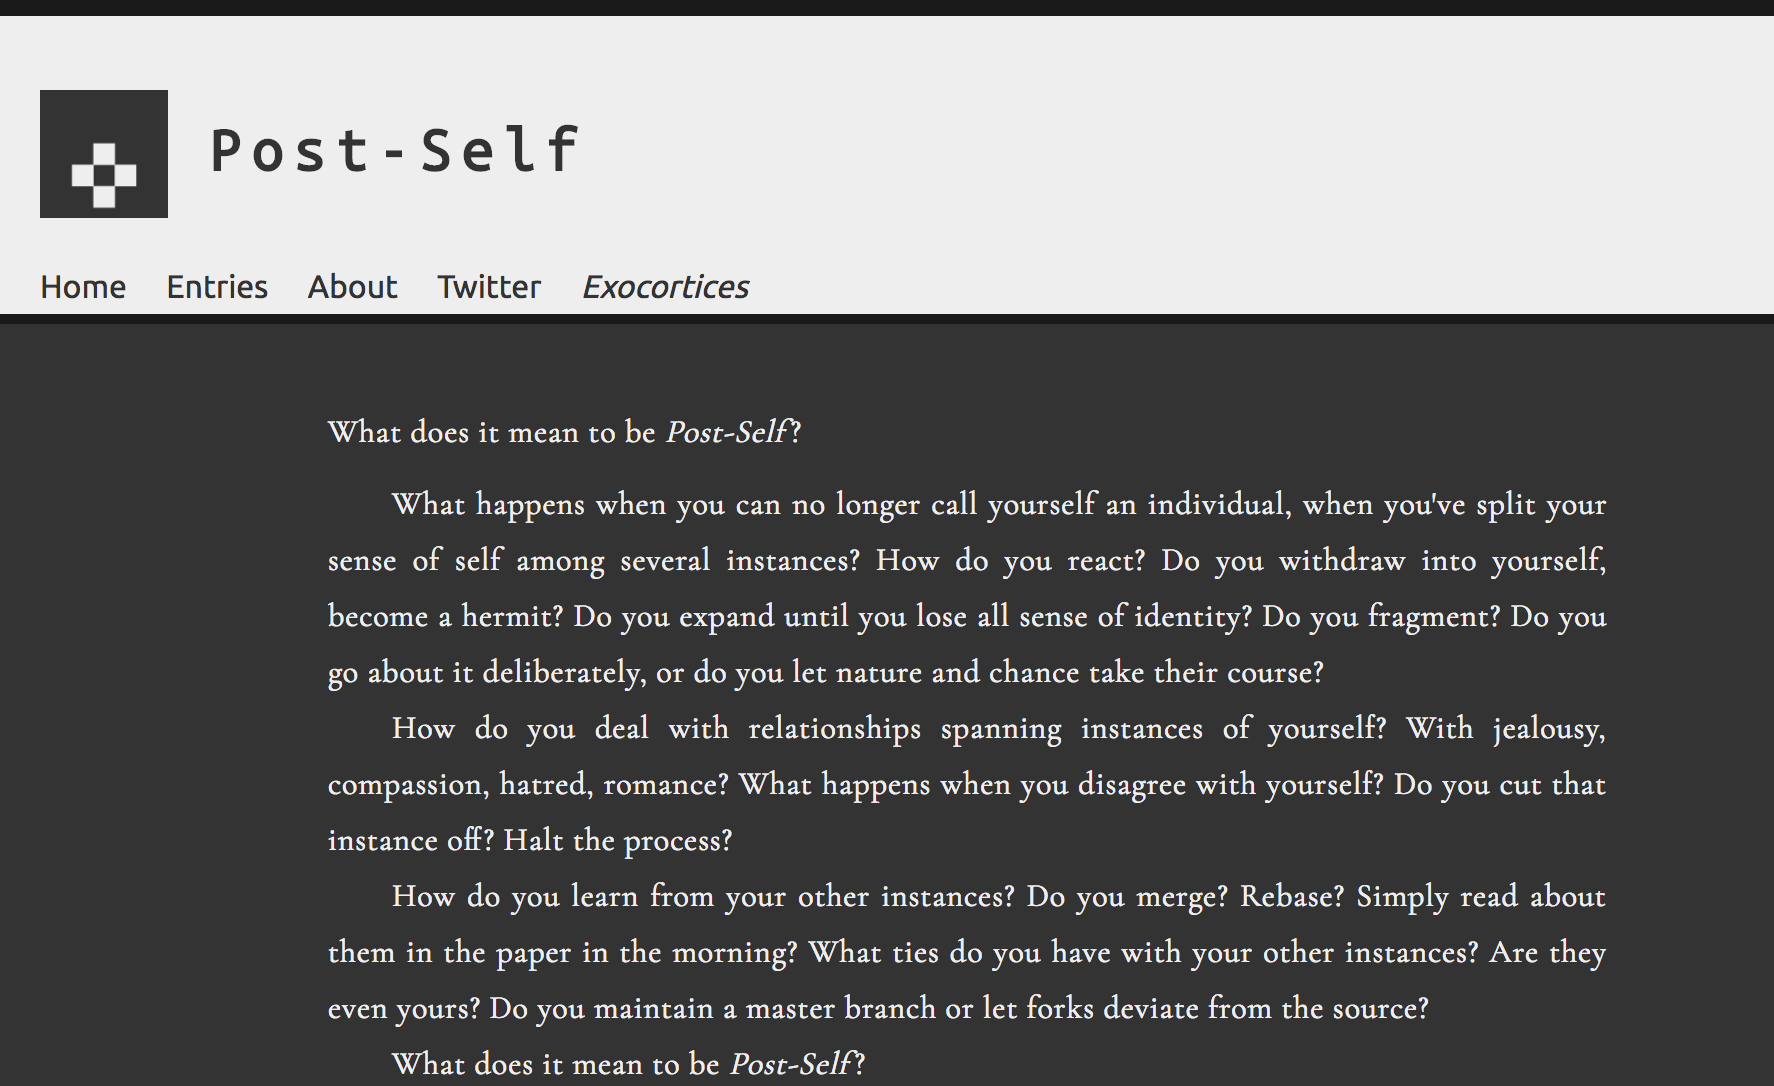 Post-Self
Home Entries About Twitter Exocortices
What does it mean to be Post-Self?
What happens when you can no longer call yourself an individual, when you've split your
sense of self among several instances? How do you react? Do you withdraw into yourself,
become a hermit? Do you expand until you lose all sense of identity? Do you fragment? Do you
go about it deliberately, or do you let nature and chance take their course?
How do you deal with relationships spanning instances of yourself? With jealousy,
compassion, hatred, romance? What happens when you disagree with yourself? Do you cut that
instance off? Halt the process?
How do you learn from your other instances? Do you merge? Rebase? Simply read about
them in the paper in the morning? What ties do you have with your other instances? Are they
even yours? Do you maintain a master branch or let forks deviate from the source?
What does it mean to be Post-Self?